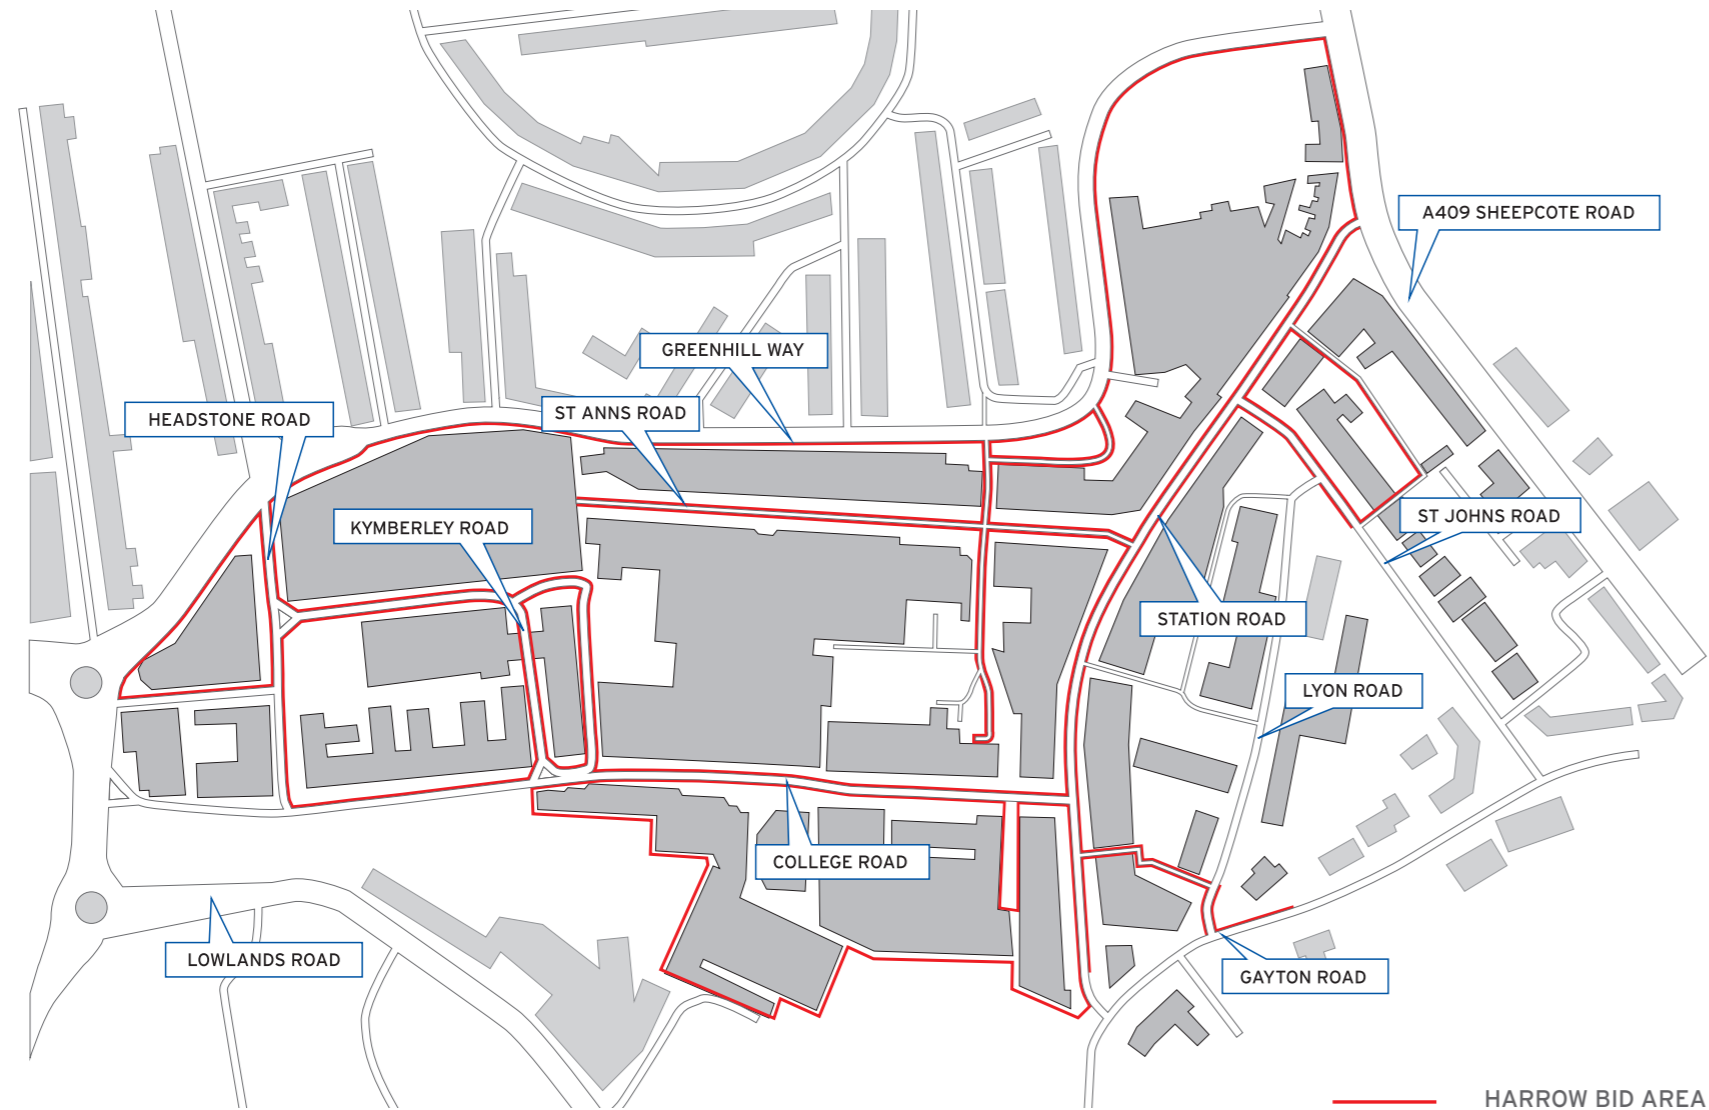 A409 SHEEPCOTE ROAD
GREENHILL WAY
ST ANNS ROAD
HEADSTONE ROAD
KYMBERLEY ROAD
ST JOHNS ROAD
STATION ROAD
LYON ROAD
COLLEGE ROAD
LOWLANDS ROAD
GAYTON ROAD
HARROW BID AREA